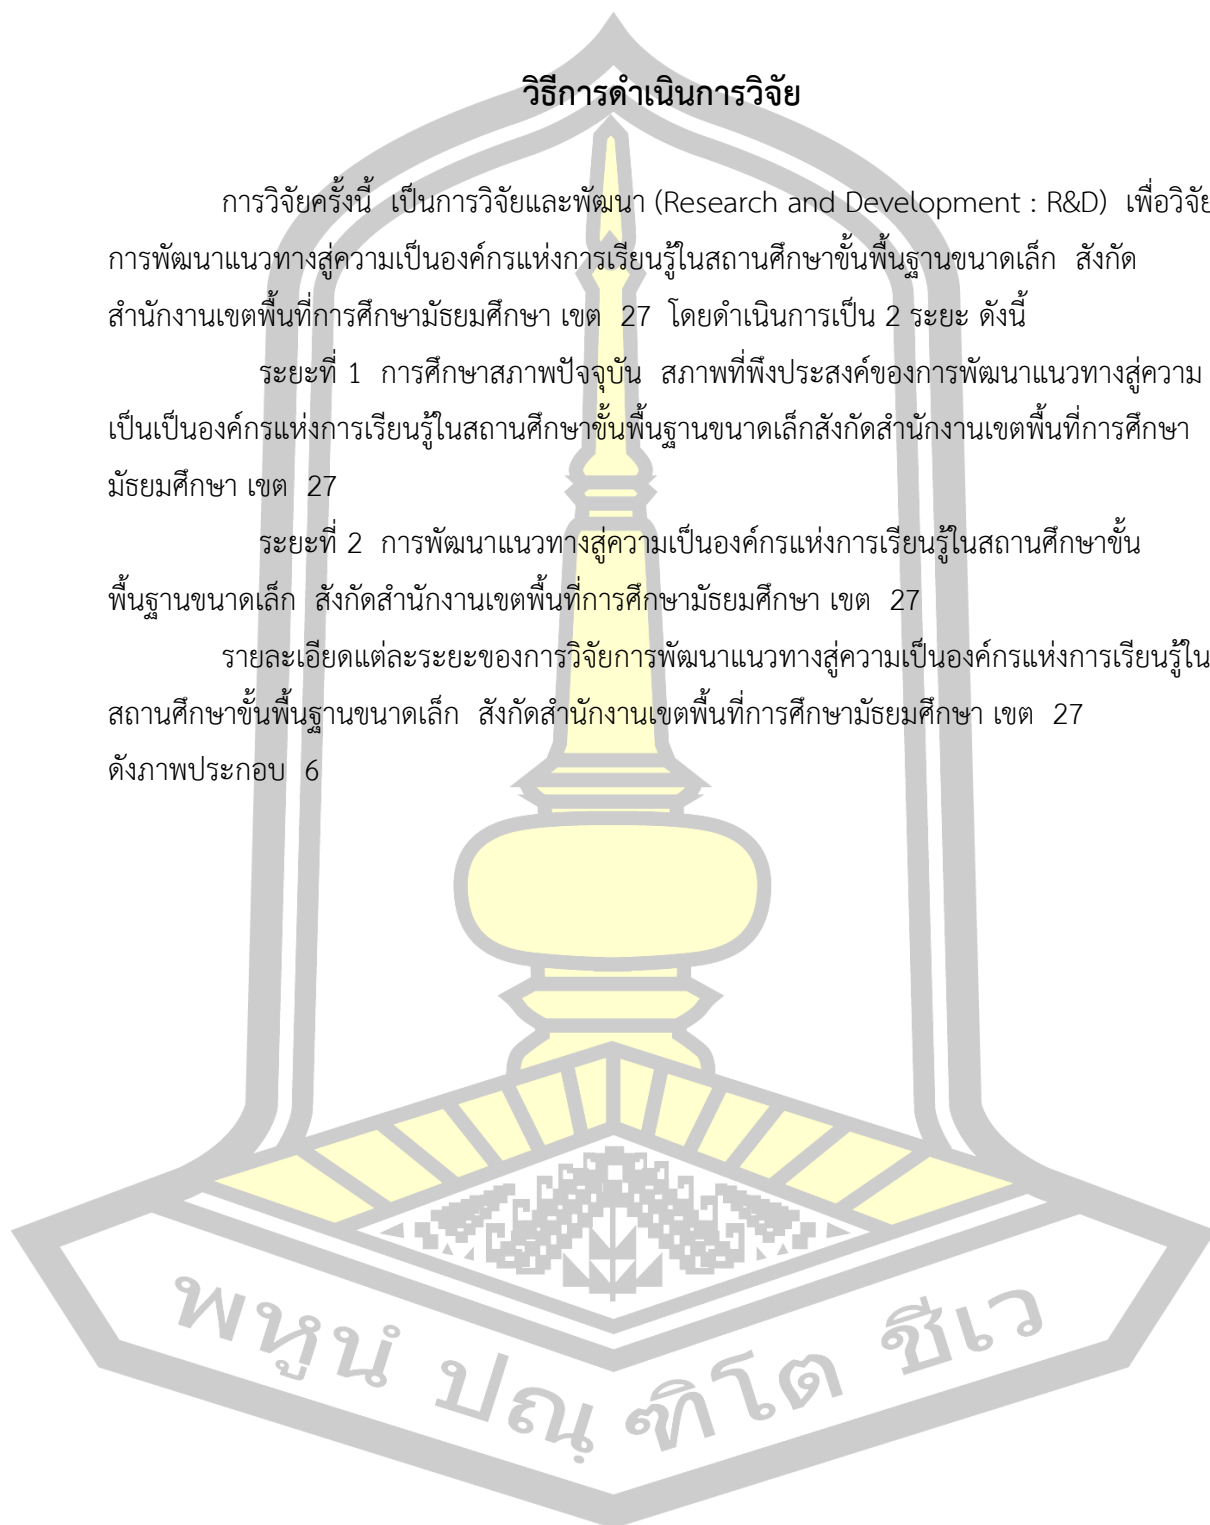 วิธีการดำเนินการวิจัย
การวิจัยครั้งนี้ เป็นการวิจัยและพัฒนา (Research and Development : R&D) เพื่อวิจัย
การพัฒนาแนวทางสู่ความเป็นองค์กรแห่งการเรียนรู้ในสถานศึกษาขั้นพื้นฐานขนาดเล็ก สังกัด
สำนักงานเขตพื้นที่การศึกษามัธยมศึกษา เขต 27 โดยดำเนินการเป็น 2 ระยะ ดังนี้
ระยะที่ 1 การศึกษาสภาพปัจจุบัน สภาพที่พึงประสงค์ของการพัฒนาแนวทางสู่ความ
เป็นเป็นองค์กรแห่งการเรียนรู้ในสถานศึกษาขั้นพื้นฐานขนาดเล็กสังกัดสำนักงานเขตพื้นที่การศึกษา
มัธยมศึกษา เขต 27
ระยะที่ 2 การพัฒนาแนวทางสู่ความเป็นองค์กรแห่งการเรียนรู้ในสถานศึกษาขั้น
พื้นฐานขนาดเล็ก สังกัดสำนักงานเขตพื้นที่การศึกษามัธยมศึกษา เขต 27
รายละเอียดแต่ละระยะของการวิจัยการพัฒนาแนวทางสู่ความเป็นองค์กรแห่งการเรียนรู้ใน
สถานศึกษาขั้นพื้นฐานขนาดเล็ก สังกัดสำนักงานเขตพื้นที่การศึกษามัธยมศึกษา เขต 27
ดังภาพประกอบ 6
พหูนํ ปณฺ ฑิโต ชีเว